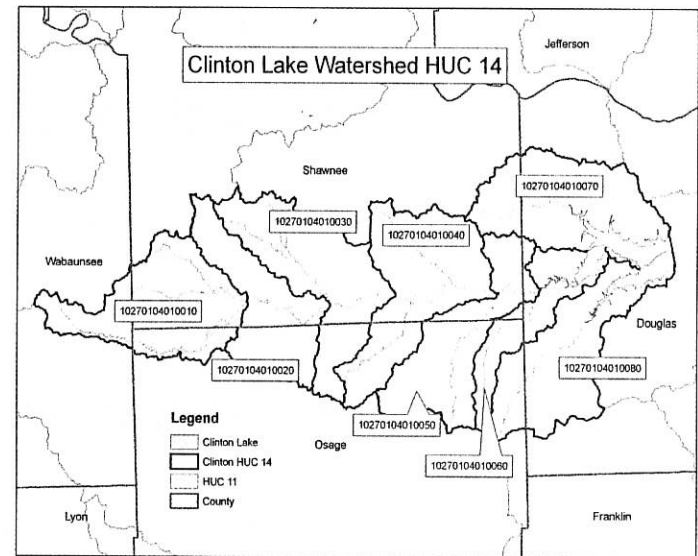 Jefferson
Clinton Lake Watershed HUC 14
Shawnee
10270104010070
10270104010030
10270104010040
Wabaunsee
10270104010010
Douglas
10270104010020
10270104010080
Legend
Clinton Lake
Clinton HUC 14
HUC 11
County
10270104010050
Osage
10270104010060
Lyon
Franklin